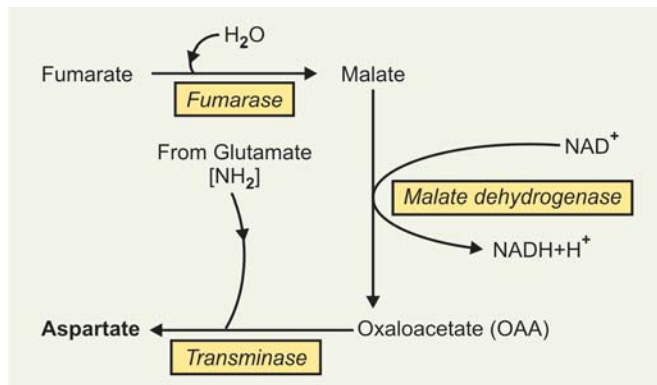 H₂O
Fumarate
Malate
Fumarase
From Glutamate
[NH₂]
NAD⁺
Malate dehydrogenase
NADH+H⁺
Aspartate
Oxaloacetate (OAA)
Transminase